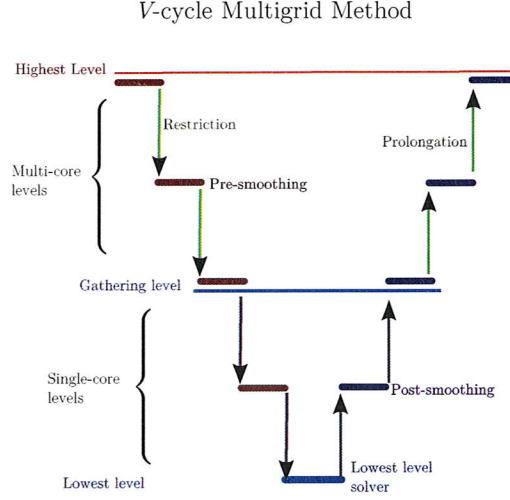 V-cycle Multigrid Method
Highest Level
Restriction
Prolongation
Multi-core
levels
Pre-smoothing
Gathering level
Single-core
levels
Post-smoothing
Lowest level
Lowest level
solver